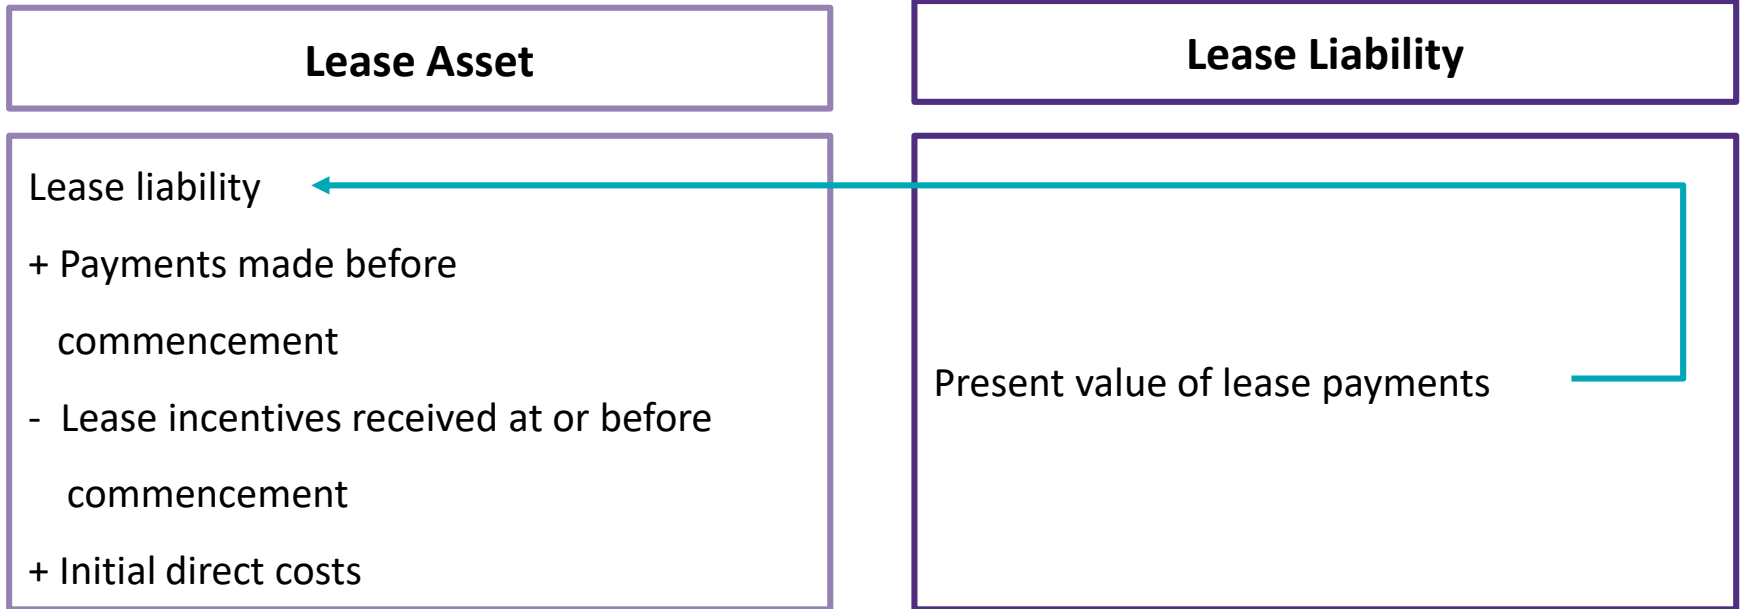 Lease Asset
Lease liability
+ Payments made before
commencement
- Lease incentives received at or before
commencement
+ Initial direct costs
Lease Liability
Present value of lease payments